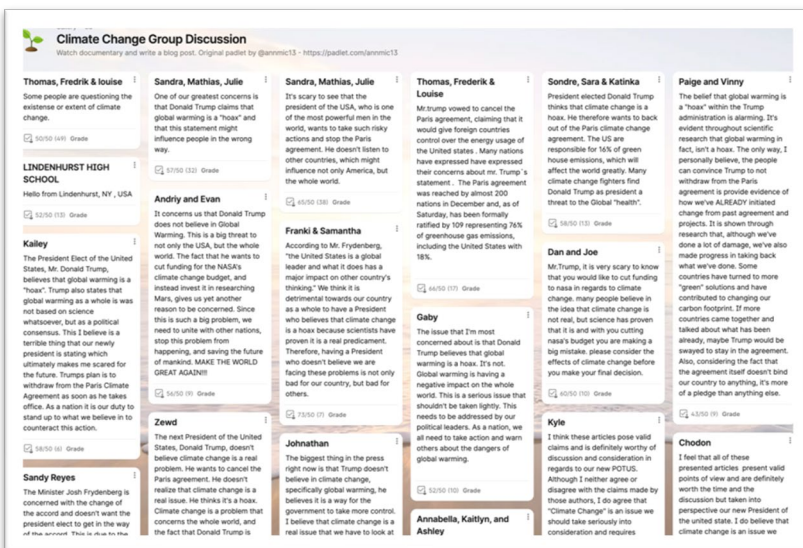 Climate Change Group Discussion
Watch documentary and write a blog post. Original padlet by @annmic13 - https://padlet.com/annmic13
Thomas, Fredrik & louise
Some people are questioning the
existense or extent of climate
change.
50/50 (49) Grade
LINDENHURST HIGH
SCHOOL
Hello from Lindenhurst, NY , USA
52/50 (13) Grade
Kailey
The President Elect of the United
States, Mr. Donald Trump,
believes that global warming is a
"hoax". Trump also states that
global warming as a whole is was
not based on science
whatsoever, but as a political
consensus. This I believe is a
terrible thing that our newly
president is stating which
ultimately makes me scared for
the future. Trumps plan is to
withdraw from the Paris Climate
Agreement as soon as he takes
office. As a nation it is our duty to
stand up to what we believe in to
counteract this action.
58/50 (6) Grade
Sandy Reyes
The Minister Josh Frydenberg is
concerned with the change of
the accord and doesn't want the
president elect to get in the way
of the accord. This is due to the
Sandra, Mathias, Julie
One of our greatest concerns is
that Donald Trump claims that
global warming is a "hoax" and
that this statement might
influence people in the wrong
way.
57/50 (32) Grade
Andriy and Evan
It concerns us that Donald Trump
does not believe in Global
Warming. This is a big threat to
not only the USA, but the whole
world. The fact that he wants to
cut funding for the NASA's
climate change budget, and
instead invest it in researching
Mars, gives us yet another
reason to be concerned. Since
this is such a big problem, we
need to unite with other nations,
stop this problem from
happening, and saving the future
of mankind. MAKE THE WORLD
GREAT AGAIN!!!
56/50 (9) Grade
Zewd
The next President of the United
States, Donald Trump, doesn't
believe climate change is a real
problem. He wants to cancel the
Paris agreement. He doesn't
realize that climate change is a
real issue. He thinks it's a hoax.
Climate change is a problem that
concerns the whole world, and
the fact that Donald Trump is
Sandra, Mathias, Julie
It's scary to see that the
president of the USA, who is one
of the most powerful men in the
world, wants to take such risky
actions and stop the Paris
agreement. He doesn't listen to
other countries, which might
influence not only America, but
the whole world.
65/50 (38) Grade
Franki & Samantha
According to Mr. Frydenberg,
"the United States is a global
leader and what it does has a
major impact on other country's
thinking." We think it is
detrimental towards our country
as a whole to have a President
who believes that climate change
is a hoax because scientists have
proven it is a real predicament.
Therefore, having a President
who doesn't believe we are
facing these problems is not only
bad for our country, but bad for
others.
73/50 (7) Grade
Johnathan
The biggest thing in the press
right now is that Trump doesn't
believe in climate change,
specifically global warming, he
believes it is a way for the
government to take more control.
I believe that climate change is a
real issue that we have to look at
Thomas, Frederik &
Louise
Mr.trump vowed to cancel the
Paris agreement, claiming that it
would give foreign countries
control over the energy usage of
the United states . Many nations
have expressed have expressed
their concerns about mr. Trump`s
statement . The Paris agreement
was reached by almost 200
nations in December and, as of
Saturday, has been formally
ratified by 109 representing 76%
of greenhouse gas emissions,
including the United States with
18%.
66/50 (17) Grade
Gaby
The issue that I'm most
concerned about is that Donald
Trump believes that global
warming is a hoax. It's not.
Global warming is having a
negative impact on the whole
world. This is a serious issue that
shouldn't be taken lightly. This
needs to be addressed by our
political leaders. As a nation, we
all need to take action and warn
others about the dangers of
global warming.
52/50 (10) Grade
Annabella, Kaitlyn, and
Ashley
Sondre, Sara & Katinka
President elected Donald Trump
thinks that climate change is a
hoax. He therefore wants to back
out of the Paris climate change
agreement. The US are
responsible for 16% of green
house emissions, which will
affect the world greatly. Many
climate change fighters find
Donald Trump as president a
threat to the Global "health".
58/50 (13) Grade
Dan and Joe
Mr.Trump, it is very scary to know
that you would like to cut funding
to nasa in regards to climate
change. many people believe in
the idea that climate change is
not real, but science has proven
that it is and with you cutting
nasa's budget you are making a
big mistake. please consider the
effects of climate change before
you make your final decision.
60/50 (10) Grade
Kyle
I think these articles pose valid
claims and is definitely worthy of
discussion and consideration in
regards to our new POTUS.
Although I neither agree or
disagree with the claims made by
those authors, I do agree that
"Climate Change" is an issue we
should take seriously into
consideration and requires
Paige and Vinny
The belief that global warming is
a "hoax" within the Trump
administration is alarming. It's
evident throughout scientific
research that global warming in
fact, isn't a hoax. The only way, I
personally believe, the people
can convince Trump to not
withdraw from the Paris
agreement is provide evidence of
how we've ALREADY initiated
change from past agreement and
projects. It is shown through
research that, although we've
done a lot of damage, we've also
made progress in taking back
what we've done. Some
countries have turned to more
"green" solutions and have
contributed to changing our
carbon footprint. If more
countries came together and
talked about what has been
already, maybe Trump would be
swayed to stay in the agreement.
Also, considering the fact that
the agreement itself doesn't bind
our country to anything, it's more
of a pledge than anything else.
43/50 (9) Grade
Chodon
I feel that all of these
presented articles present valid
points of view and are definitely
worth the time and the
discussion but taken into
perspective our new President of
the united state. I do believe that
climate change is an issue we